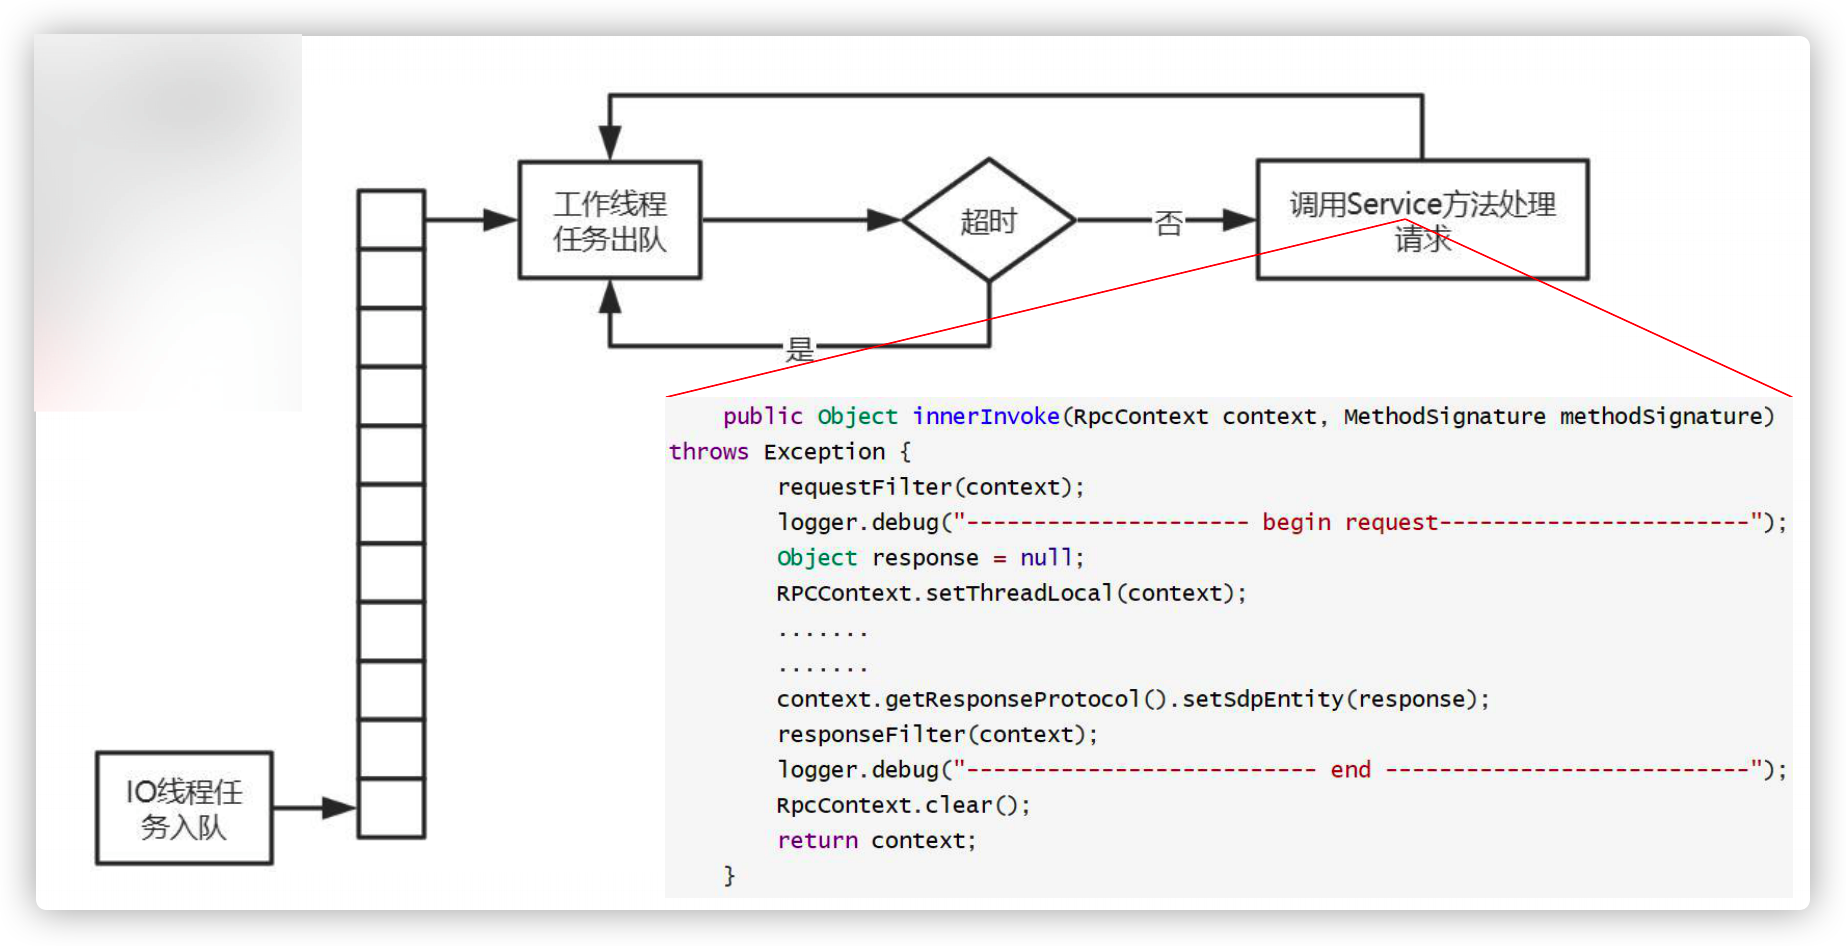 工作线程
任务出队
超时
否
调用Service方法处理
请求
是
IO线程任
务入队
public Object innerInvoke(RpcContext context, MethodSignature methodSignature)
throws Exception {
requestFilter(context);
logger.debug("--------------------- begin request-----------------------");
Object response = null;
RPCContext.setThreadLocal(context);
.......
.......
context.getResponseProtocol().setSdpEntity(response);
responseFilter(context);
logger.debug("-------------------------- end ---------------------------");
RpcContext.clear();
return context;
}